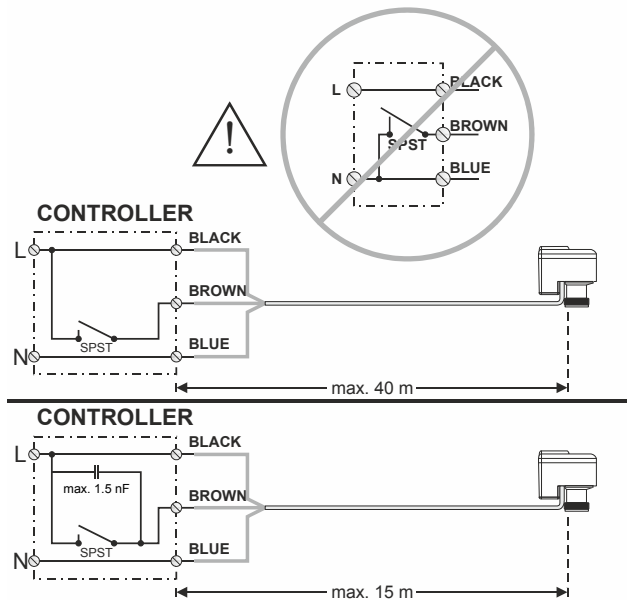 L
BLACK
BROWN
SPST
BLUE
N
!
CONTROLLER
L
BLACK
BROWN
SPST
BLUE
N
max. 40 m
CONTROLLER
L
BLACK
max. 1.5 nF
BROWN
SPST
BLUE
N
max. 15 m